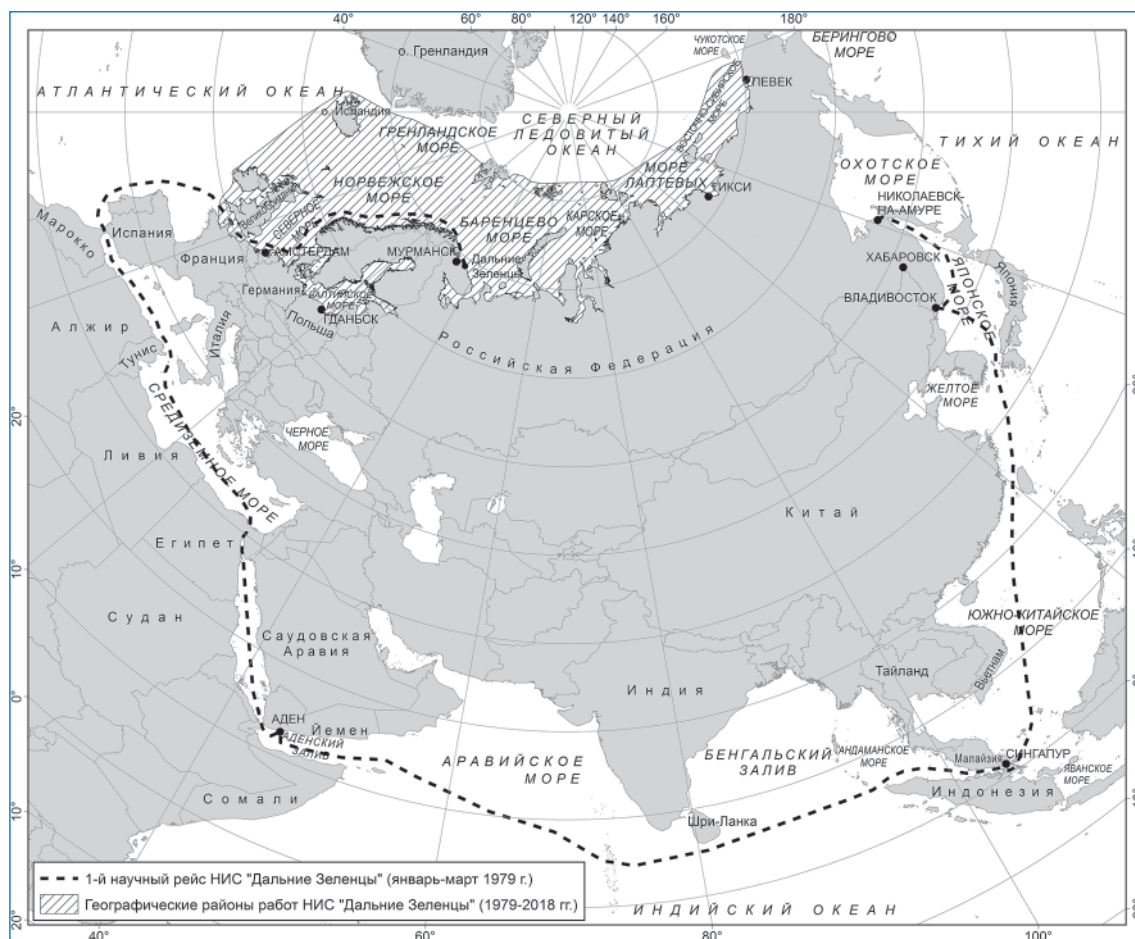 40° 60° 80° 100° 120° 140° 160° 180°
о. Гренландия
ЧУКОТСКОЕ
МОРЕ
БЕРИНГОВО
МОРЕ
ПЕВЕК
АТЛАНТИЧЕСКИЙ ОКЕАН
о. Исландия
СЕВЕРНЫЙ
ЛЕДОВИТЫЙ
ОКЕАН
ВОСТОЧНО-СИБИРСКОЕ
МОРЕ
ТИХИЙ ОКЕАН
ГРЕНЛАНДСКОЕ
МОРЕ
ОХОТСКОЕ
МОРЕ
НОРВЕЖСКОЕ
МОРЕ
МОРЕ
ЛАПТЕВЫХ
ТИКСИ
НИКОЛАЕВСК-
НА-АМУРЕ
Великобритания
СЕВЕРНОЕ
МОРЕ
БАРЕНЦЕВО
МОРЕ
КАРСКОЕ
МОРЕ
Марокко
Испания
Франция
АМСТЕРДАМ
МУРМАНСК
Дальние
Зеленцы
ХАБАРОВСК
ЯПОНСКОЕ
МОРЕ
Япония
Германия
БАЛТИЙСКОЕ
МОРЕ
ГДАНЬСК
Польша
ВЛАДИВОСТОК
Алжир
Тунис
Италия
Российская Федерация
ЖЕЛТОЕ
МОРЕ
20°
СРЕДИЗЕМНОЕ МОРЕ
ЧЕРНОЕ
МОРЕ
Ливия
Китай
Египет
10°
Судан
Саудовская
Аравия
ЮЖНО-КИТАЙСКОЕ
МОРЕ
Тайланд
Вьетнам
Индия
0°
АДЕН
Йемен
АДЕНСКИЙ
ЗАЛИВ
АРАВИЙСКОЕ
МОРЕ
БЕНГАЛЬСКИЙ
ЗАЛИВ
АНДАМАНСКОЕ
МОРЕ
Малайзия
СИНГАПУР
ЯВАНСКОЕ
МОРЕ
Индонезия
Сомали
10°
Шри-Ланка
1-й научный рейс НИС "Дальние Зеленцы" (январь-март 1979 г.)
Географические районы работ НИС "Дальние Зеленцы" (1979-2018 гг.)
ИНДИЙСКИЙ ОКЕАН
20°
40° 60° 80° 100°